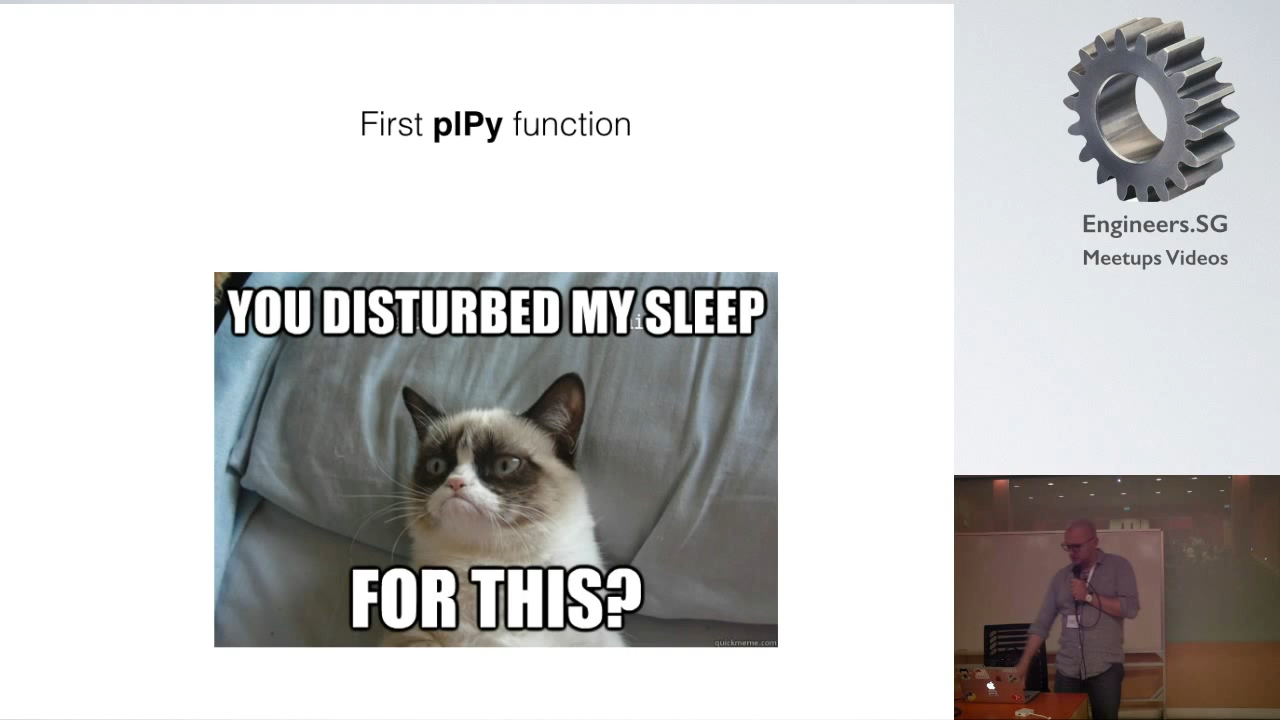 First plPy function
YOU DISTURBED MY SLEEP
FOR THIS?
quickmeme.com
Engineers.SG
Meetups Videos